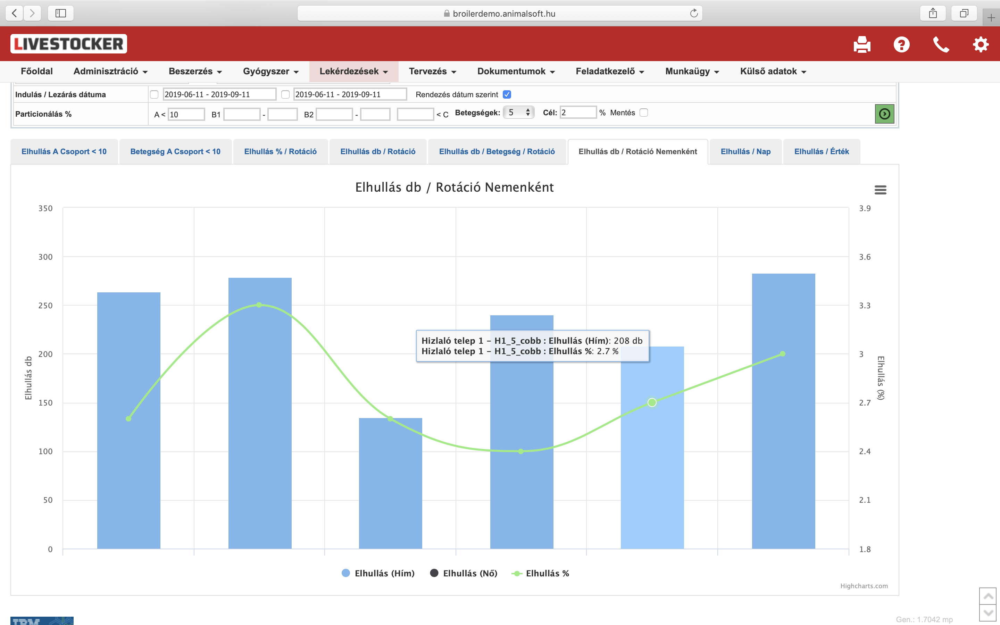 broilerdemo.animalsoft.hu
LIVESTOCKER
Főoldal Adminisztráció Beszerzés Gyógyszer Lekérdezések Tervezés Dokumentumok Feladatkezelő Munkaügy Külső adatok
Indulás / Lezárás dátuma 2019-06-11 - 2019-09-11 2019-06-11 - 2019-09-11 Rendezés dátum szerint
Particionálás % A < 10 B1 - B2 - < C Betegségek: 5 Cél: 2 % Mentés
Elhullás A Csoport < 10 Betegség A Csoport < 10 Elhullás % / Rotáció Elhullás db / Rotáció Elhullás db / Betegség / Rotáció Elhullás db / Rotáció Nemenként Elhullás / Nap Elhullás / Érték
Elhullás db / Rotáció Nemenként
350 3.9
300 3.6
250 3.3
Hizlaló telep 1 – H1_5_cobb : Elhullás (Hím): 208 db
Hizlaló telep 1 – H1_5_cobb : Elhullás %: 2.7 %
200 3
Elhullás db
Elhullás (%)
150 2.7
100 2.4
50 2.1
0 1.8
Elhullás (Hím) Elhullás (Nő) Elhullás %
Highcharts.com
Gen.: 1.7042 mp